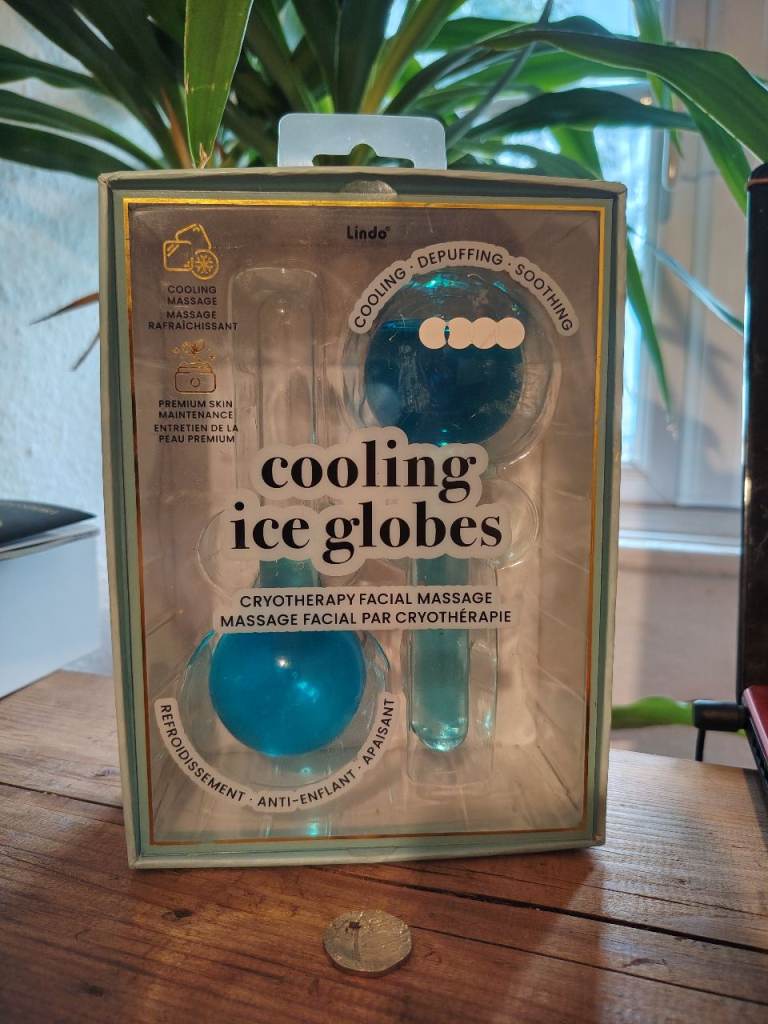 Lindo®
COOLING
MASSAGE
MASSAGE
RAFRAÎCHISSANT
PREMIUM SKIN
MAINTENANCE
ENTRETIEN DE LA
PEAU PREMIUM
COOLING · DEPUFFING · SOOTHING
cooling
ice globes
CRYOTHERAPY FACIAL MASSAGE
MASSAGE FACIAL PAR CRYOTHÉRAPIE
REFROIDISSEMENT · ANTI-ENFLANT · APAISANT